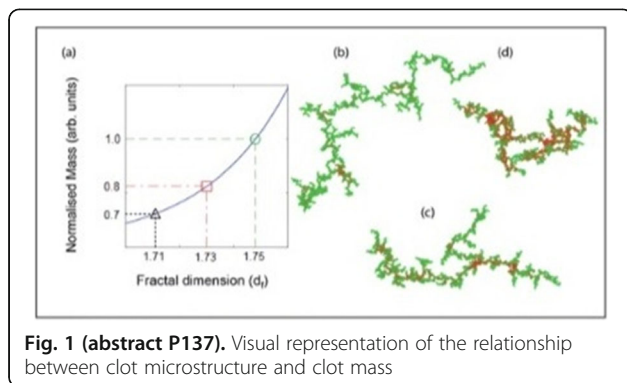 (a)
(b)
(d)
Normalised Mass (arb. units)
1.0
0.8
0.7
1.71
1.73
1.75
Fractal dimension (df)
(c)
Fig. 1 (abstract P137). Visual representation of the relationship
between clot microstructure and clot mass